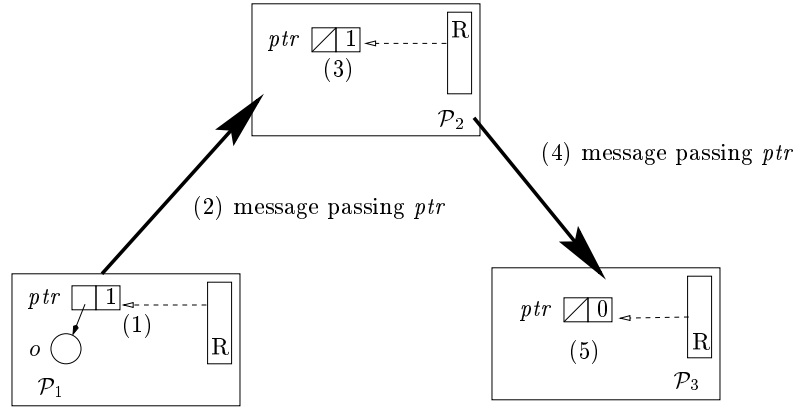 ptr 1 R
(3)
P2
(4) message passing ptr
(2) message passing ptr
ptr 1
(1)
o R
P1
ptr 0
(5) R
P3